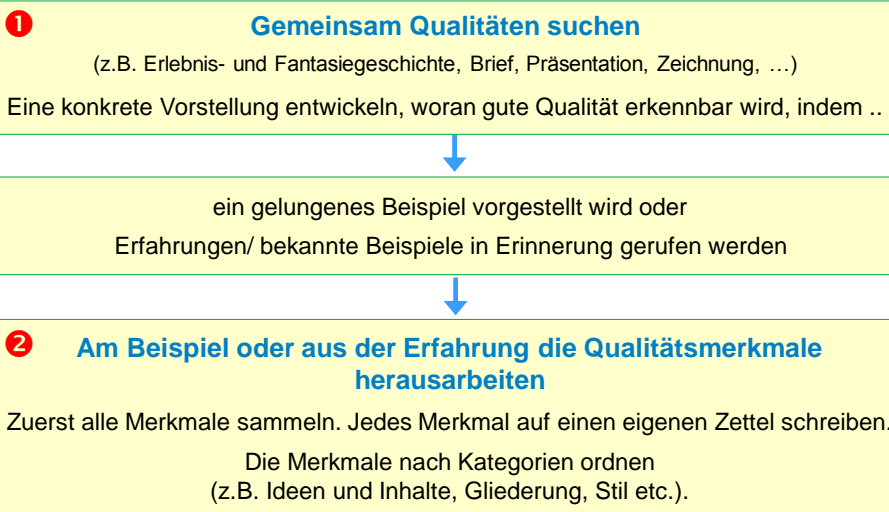 ❶ Gemeinsam Qualitäten suchen
(z.B. Erlebnis- und Fantasiegeschichte, Brief, Präsentation, Zeichnung, …)
Eine konkrete Vorstellung entwickeln, woran gute Qualität erkennbar wird, indem ..
ein gelungenes Beispiel vorgestellt wird oder
Erfahrungen/ bekannte Beispiele in Erinnerung gerufen werden
❷ Am Beispiel oder aus der Erfahrung die Qualitätsmerkmale
herausarbeiten
Zuerst alle Merkmale sammeln. Jedes Merkmal auf einen eigenen Zettel schreiben.
Die Merkmale nach Kategorien ordnen
(z.B. Ideen und Inhalte, Gliederung, Stil etc.).